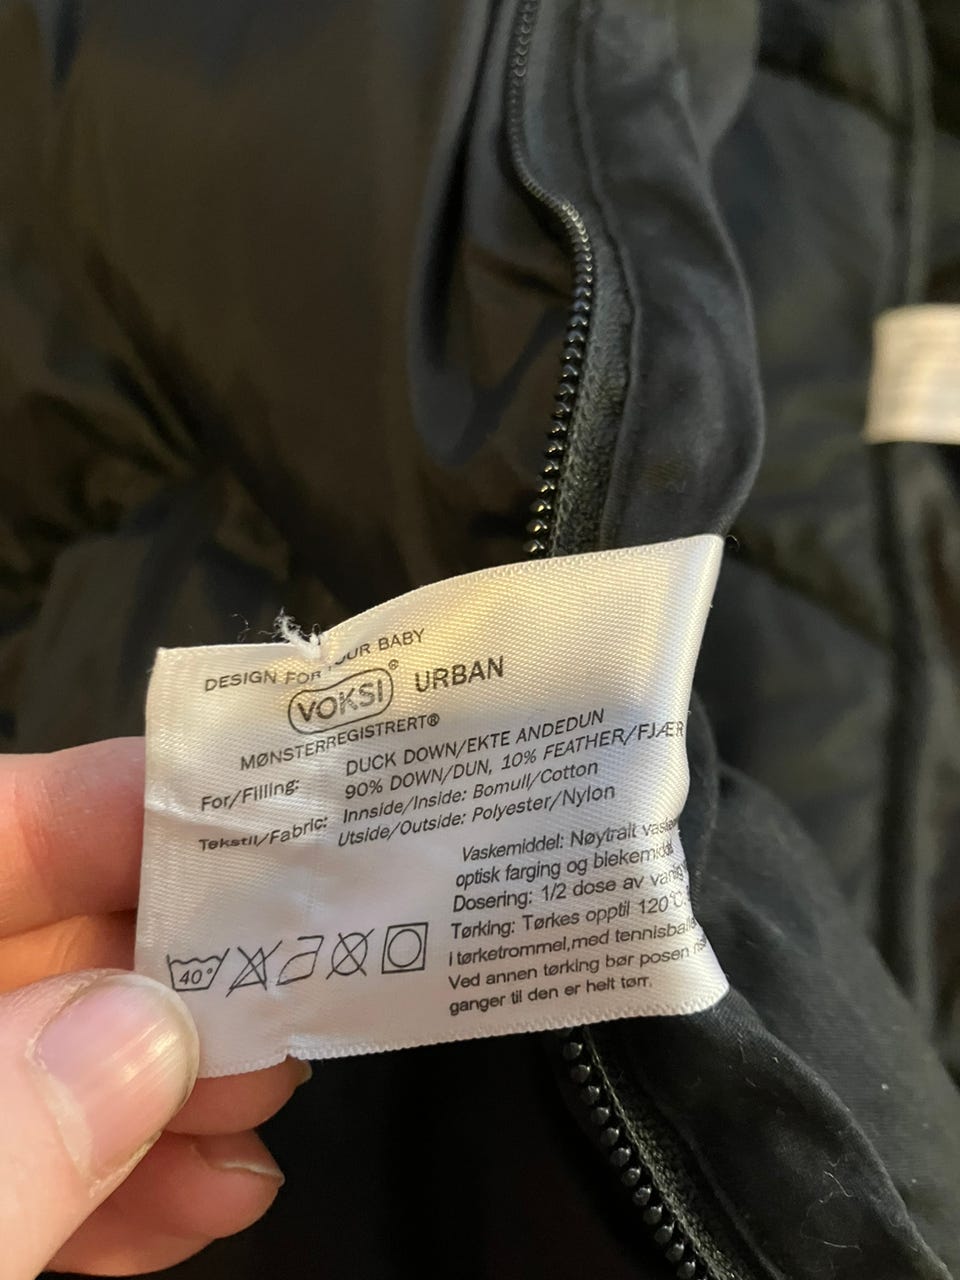 DESIGN FOR YOUR BABY
VOKSI® URBAN
MØNSTERREGISTRERT®
For/Filling: DUCK DOWN/EKTE ANDEDUN
90% DOWN/DUN, 10% FEATHER/FJÆR
Tekstil/Fabric: Innside/Inside: Bomull/Cotton
Utside/Outside: Polyester/Nylon
Vaskemiddel: Nøytralt
optisk farging og blekemiddel
Dosering: 1/2 dose av
Tørking: Tørkes opptil 120°C.
I tørketrommel, med
Ved annen tørking bør posen
ganger til den er helt tørr.
40°